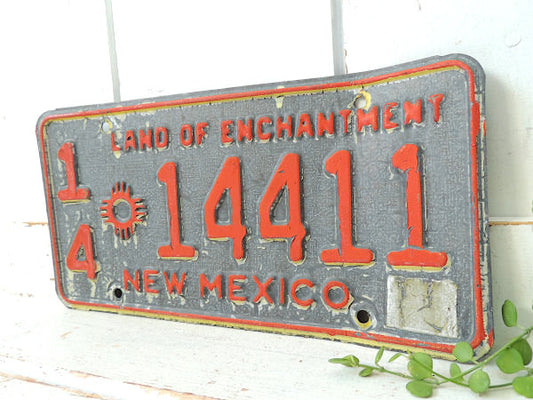 LAND OF ENCHANTMENT
1
4
14411
NEW MEXICO